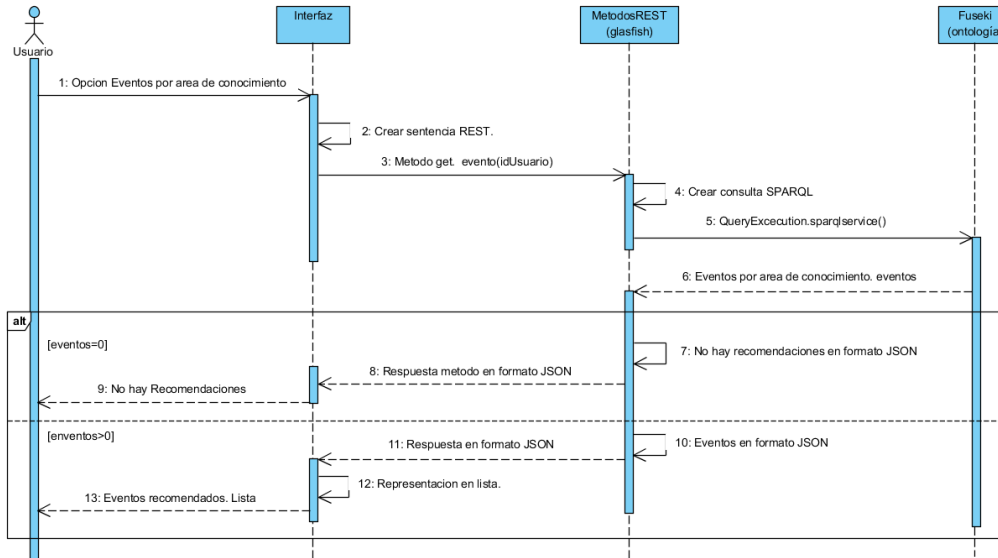 Interfaz
MetodosREST
(glasfish)
Fuseki
(ontología
Usuario
1: Opcion Eventos por area de conocimiento
2: Crear sentencia REST.
3: Metodo get. evento(idUsuario)
4: Crear consulta SPARQL
5: QueryExcecution.sparqlservice()
6: Eventos por area de conocimiento. eventos
alt
[eventos=0]
7: No hay recomendaciones en formato JSON
8: Respuesta metodo en formato JSON
9: No hay Recomendaciones
[enventos>0]
10: Eventos en formato JSON
11: Respuesta en formato JSON
12: Representacion en lista.
13: Eventos recomendados. Lista